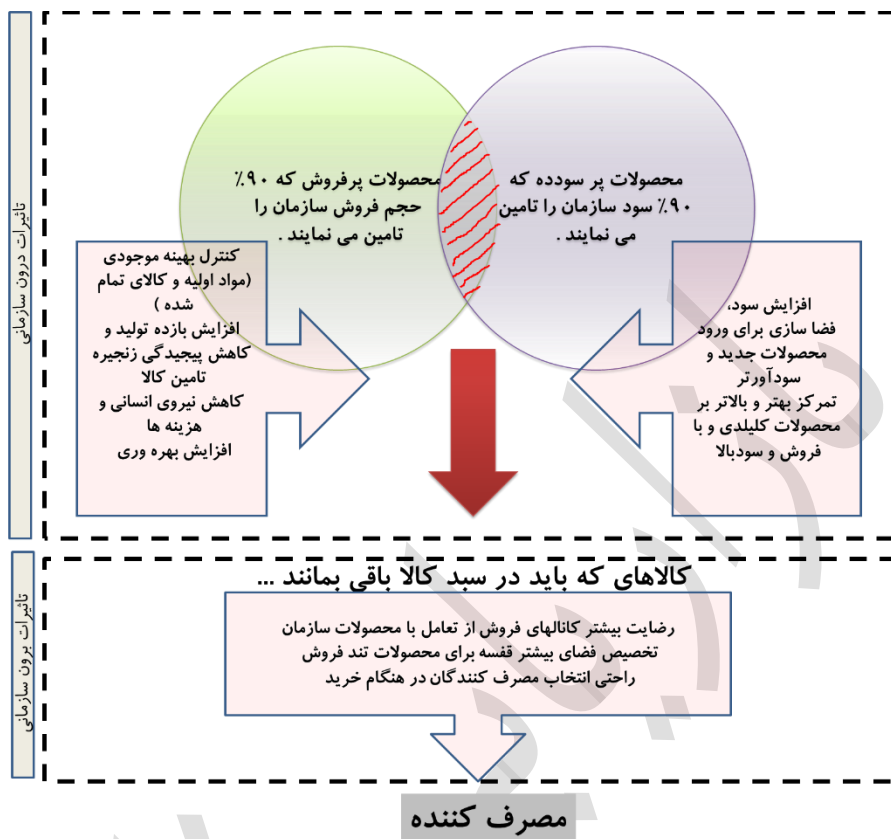 تاثیرات درون سازمانی
محصولات پر سودده که
۹۰٪ سود سازمان را تامین
می نمایند .
محصولات پرفروش که ۹۰٪
حجم فروش سازمان را
تامین می نمایند .
افزایش سود،
فضا سازی برای ورود
محصولات جدید و
سودآورتر
تمرکز بهتر و بالاتر بر
محصولات کلیلدی و با
فروش و سودبالا
کنترل بهینه موجودی
(مواد اولیه و کالای تمام
شده )
افزایش بازده تولید و
کاهش پیجیدگی زنجیره
تامین کالا
کاهش نیروی انسانی و
هزینه ها
افزایش بهره وری
تاثیرات برون سازمانی
کالاهای که باید در سبد کالا باقی بمانند ...
رضایت بیشتر کانالهای فروش از تعامل با محصولات سازمان
تخصیص فضای بیشتر قفسه برای محصولات تند فروش
راحتی انتخاب مصرف کنندگان در هنگام خرید
مصرف کننده